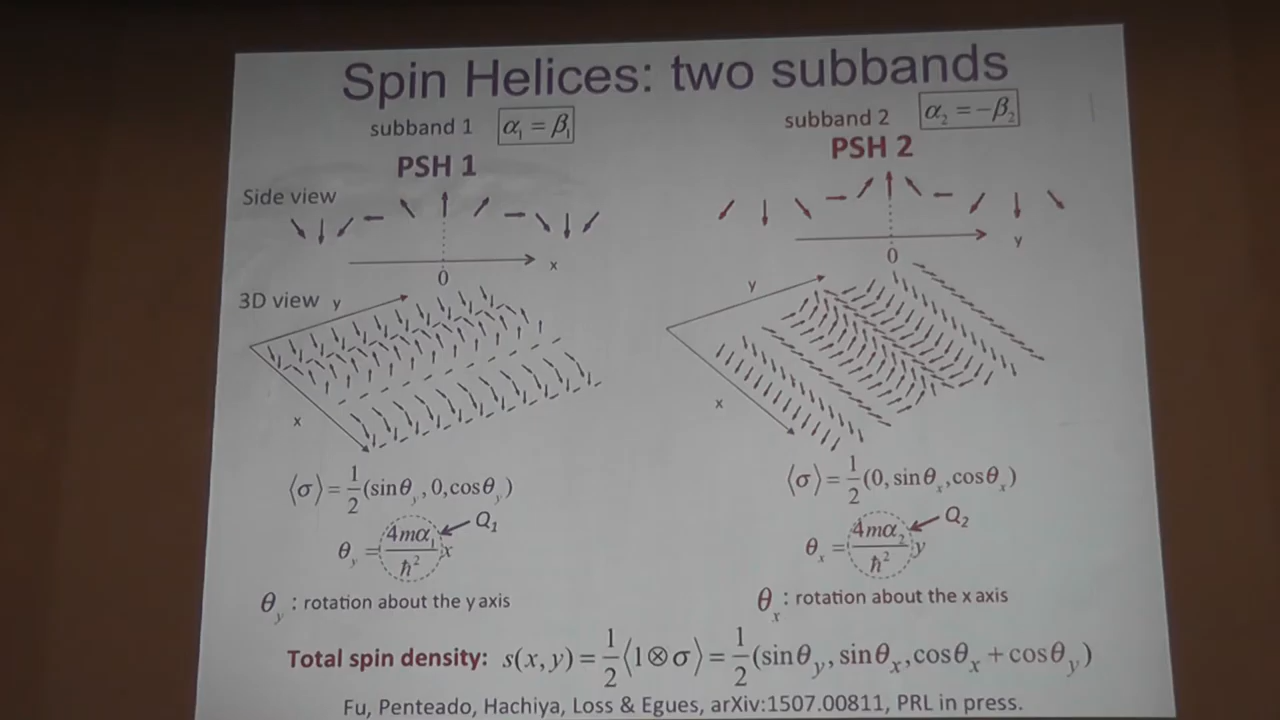 Spin Helices: two subbands
subband 1 α₁ = β₁
PSH 1
Side view
x
0
3D view y
x
⟨σ⟩ = 1/2 (sinθ_y, 0, cosθ_y)
θ_y = 4mα₁/ħ² x Q₁
θ_y : rotation about the y axis
subband 2 α₂ = -β₂
PSH 2
y
0
y
x
⟨σ⟩ = 1/2 (0, sinθ_x, cosθ_x)
θ_x = 4mα₂/ħ² y Q₂
θ_x : rotation about the x axis
Total spin density: s(x, y) = 1/2 ⟨1⊗σ⟩ = 1/2 (sinθ_y, sinθ_x, cosθ_x + cosθ_y)
Fu, Penteado, Hachiya, Loss & Egues, arXiv:1507.00811, PRL in press.